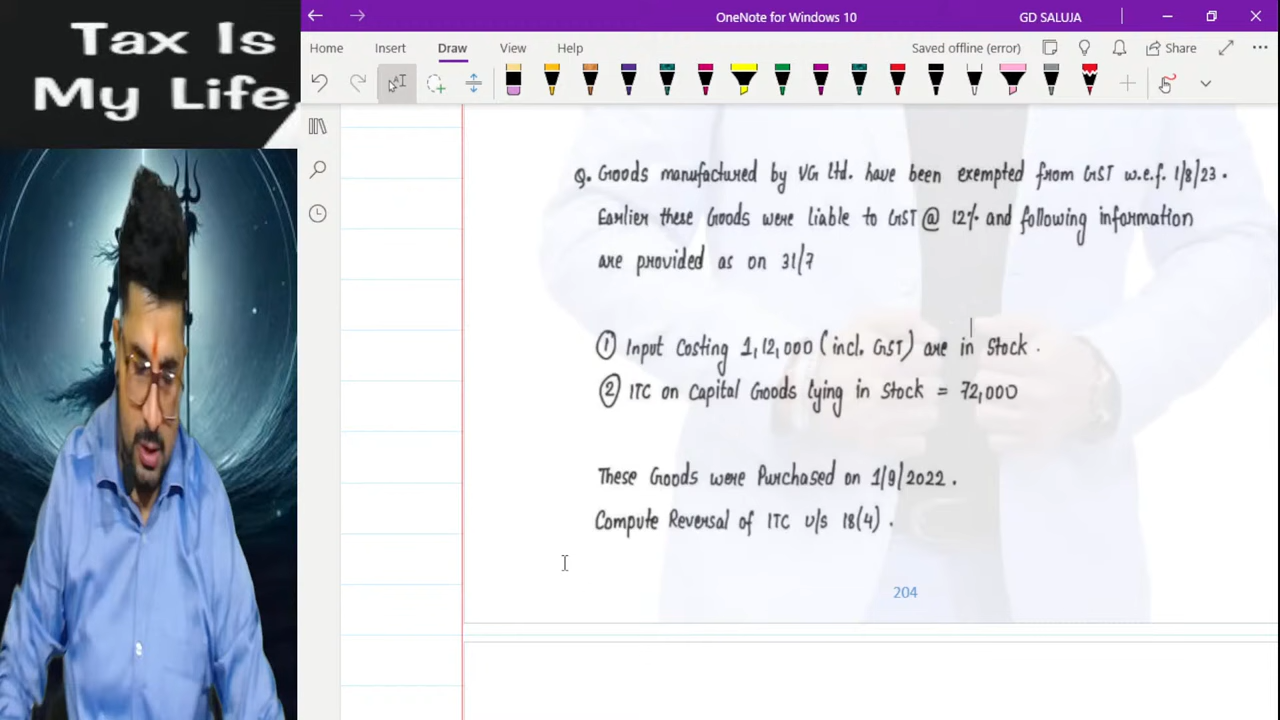 Tax Is
My Life
OneNote for Windows 10
GD SALUJA
Home Insert Draw View Help
Saved offline (error)
Share
Q. Goods manufactured by VG Ltd. have been exempted from GST w.e.f. 1/8/23.
Earlier these Goods were liable to GST @ 12% and following information
are provided as on 31/7
① Input Costing 1,12,000 (incl. GST) are in Stock.
② ITC on Capital Goods lying in Stock = 72,000
These Goods were Purchased on 1/9/2022.
Compute Reversal of ITC U/S 18(4).
204